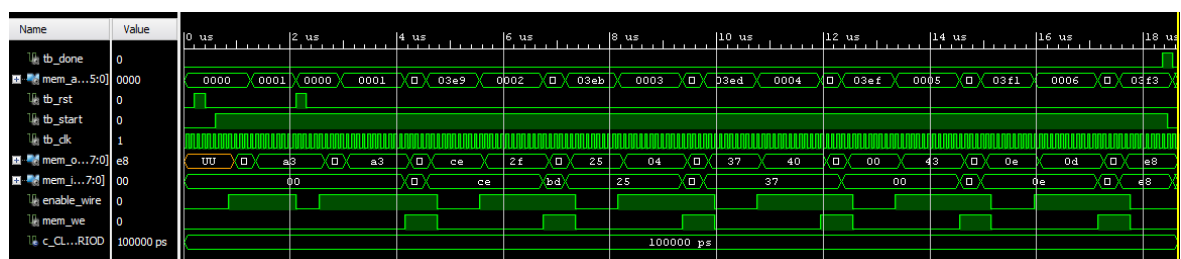 Name Value
0 us 2 us 4 us 6 us 8 us 10 us 12 us 14 us 16 us 18 us
tb_done 0
mem_a...5:0] 0000 0000 0001 0000 0001 03e9 0002 03eb 0003 03ed 0004 03ef 0005 03f1 0006 03f3
tb_rst 0
tb_start 0
tb_clk 1
mem_o...7:0] e8 UU a3 a3 ce 2f 25 04 37 40 00 43 0e 0d e8
mem_i...7:0] 00 00 ce bd 25 37 00 0e e8
enable_wire 0
mem_we 0
c_CL...RIOD 100000 ps 100000 ps